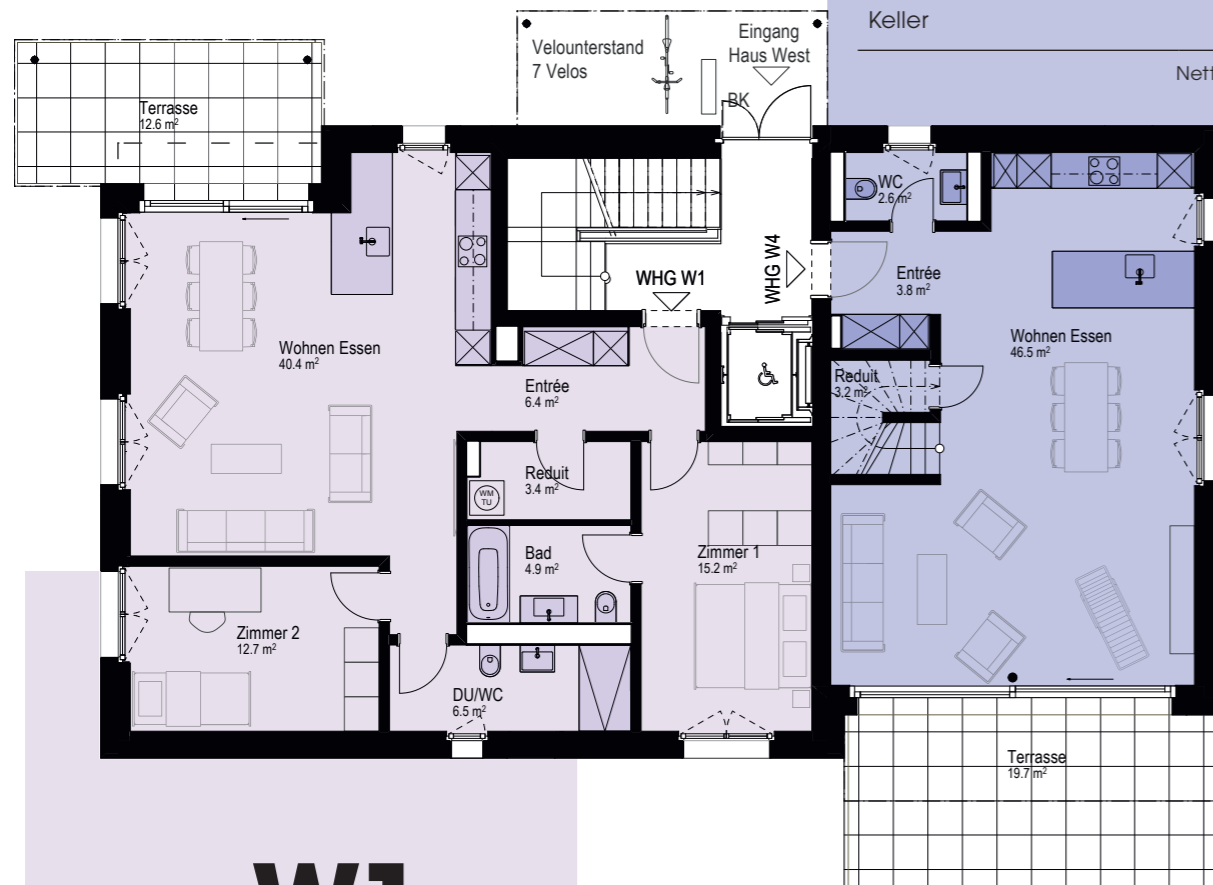 Keller
Nett
Velounterstand
7 Velos
Eingang
Haus West
BK
Terrasse
12.6 m²
WC
2.6 m²
WHG W1
WHG W4
Entrée
3.8 m²
Wohnen Essen
40.4 m²
Wohnen Essen
46.5 m²
Entrée
6.4 m²
Reduit
3.2 m²
Reduit
3.4 m²
WM
TU
Bad
4.9 m²
Zimmer 1
15.2 m²
Zimmer 2
12.7 m²
DU/WC
6.5 m²
Terrasse
19.7 m²
W1